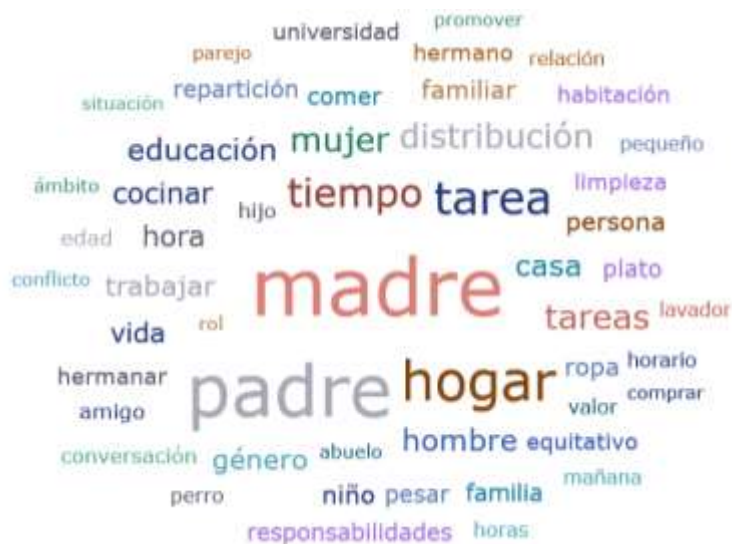 promover
universidad
parejo hermano relación
situación repartición comer familiar habitación
educación mujer distribución pequeño
ámbito cocinar hijo tiempo tarea limpieza
persona
edad hora
conflicto trabajar madre casa plato
vida rol tareas lavador
hermanar padre hogar ropa horario
amigo valor comprar
conversación género abuelo hombre equitativo
mañana
perro niño pesar familia
responsabilidades horas